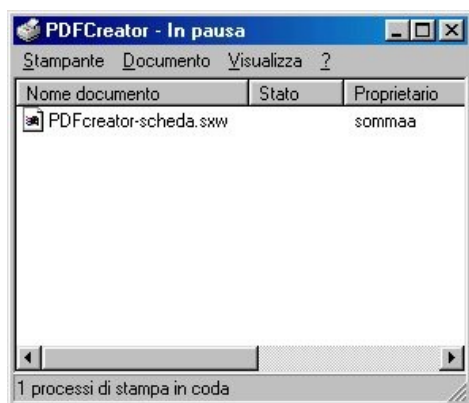 PDFCreator - In pausa
Stampante Documento Visualizza ?
Nome documento Stato Proprietario
PDFcreator-scheda.sxw sommaa
1 processi di stampa in coda